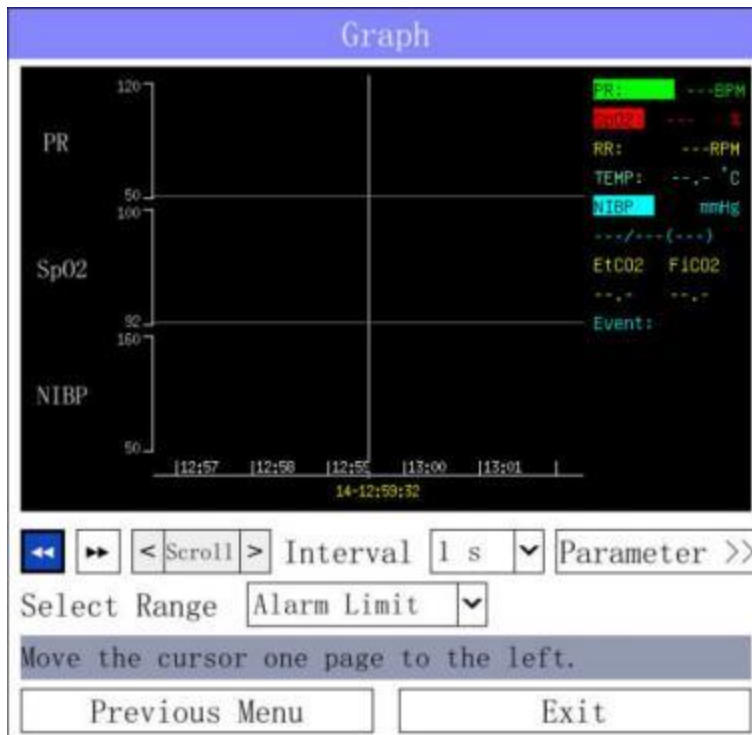 Graph
120
PR
50
100
SpO2
92
160
NIBP
50
|12:57 |12:58 |12:59 |13:00 |13:01 |
14-12:59:32
PR: ---BPM
SpO2: --- %
RR: ---RPM
TEMP: --.- °C
NIBP mmHg
---/---(---)
EtCO2 FiCO2
--.- --.-
Event:
< Scroll > Interval 1 s Parameter >>
Select Range Alarm Limit
Move the cursor one page to the left.
Previous Menu Exit